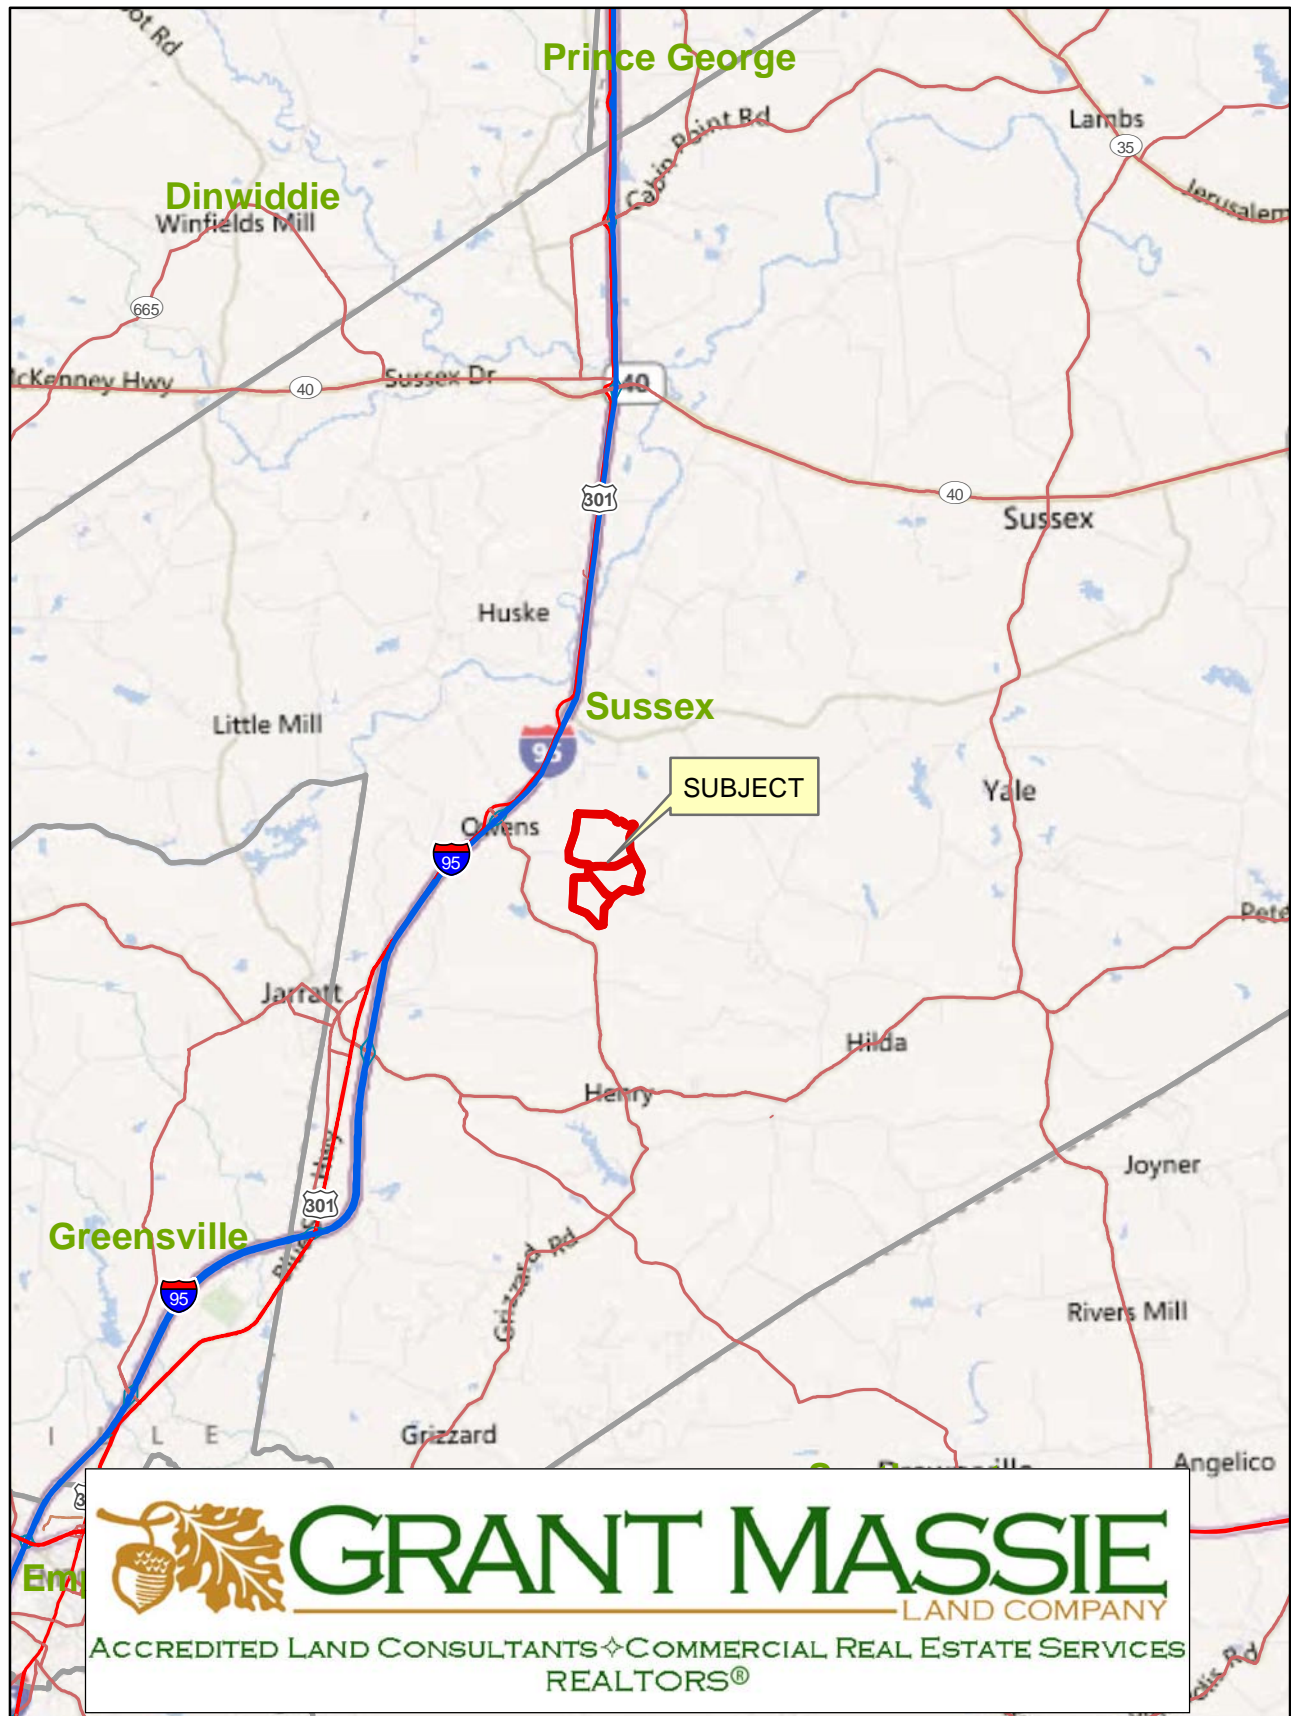 Prince George
Cabin Point Rd
Lambs
35
Jerusalem
Dinwiddie
Winfields Mill
665
McKenney Hwy
40
Sussex Dr
40
301
40
Sussex
Huske
Sussex
Little Mill
95
SUBJECT
Yale
Owens
95
Jarratt
Hilda
Henry
Hwy
Joyner
301
Greensville
95
Grizzard Rd
Rivers Mill
I L E
Grizzard
Angelico
GRANT MASSIE
LAND COMPANY
ACCREDITED LAND CONSULTANTS✧COMMERCIAL REAL ESTATE SERVICES
REALTORS®
Rd